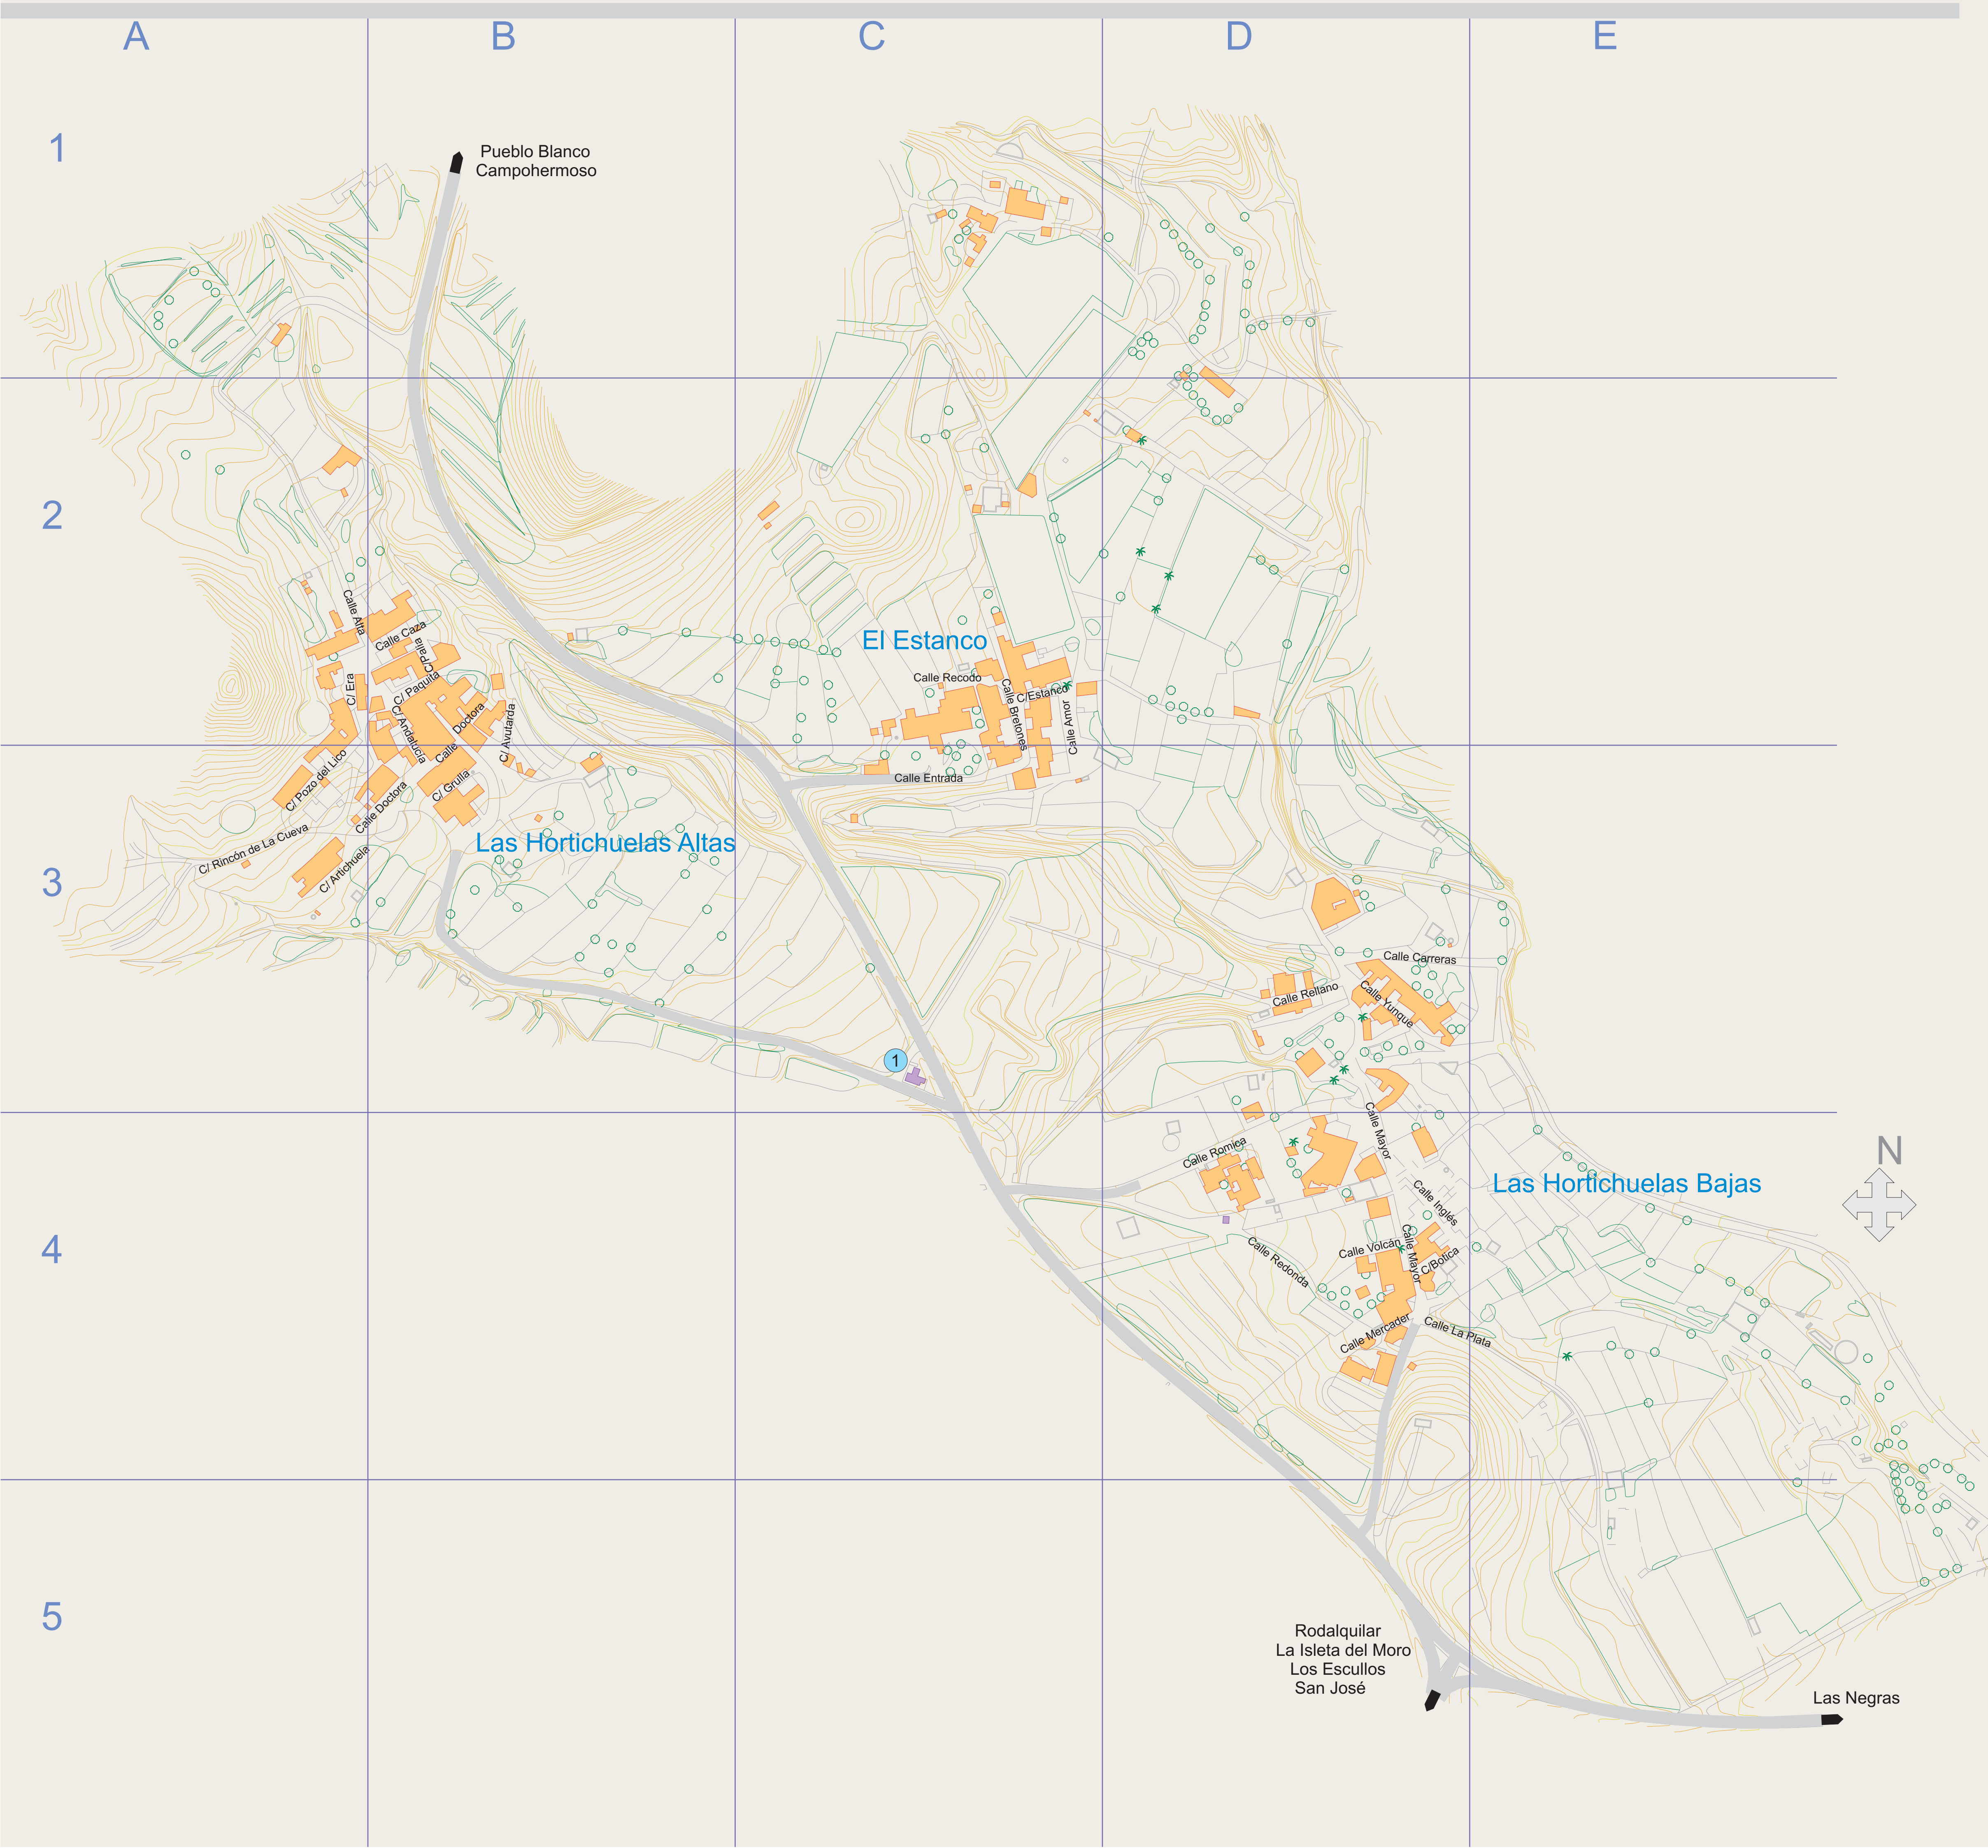 A
B
C
D
E
1
Pueblo Blanco
Campohermoso
2
Calle Alta
Calle Caza
C/Palia
C/ Era
C/ Paquita
C/ Andalucía
Calle Doctora
C/ Avutarda
C/ Grulla
C/ Pozo del Lico
Calle Doctora
C/ Rincón de La Cueva
C/ Artichuela
El Estanco
Calle Recodo
C/Estanco
Calle Bretones
Calle Amor
Calle Entrada
Las Hortichuelas Altas
3
Calle Carreras
Calle Rellano
Calle Yunque
1
Calle Mayor
Calle Romica
N
Las Hortichuelas Bajas
Calle Inglés
4
Calle Redonda
Calle Volcán
Calle Mayor
C/Botica
Calle Mercader
Calle La Plata
5
Rodalquilar
La Isleta del Moro
Los Escullos
San José
Las Negras